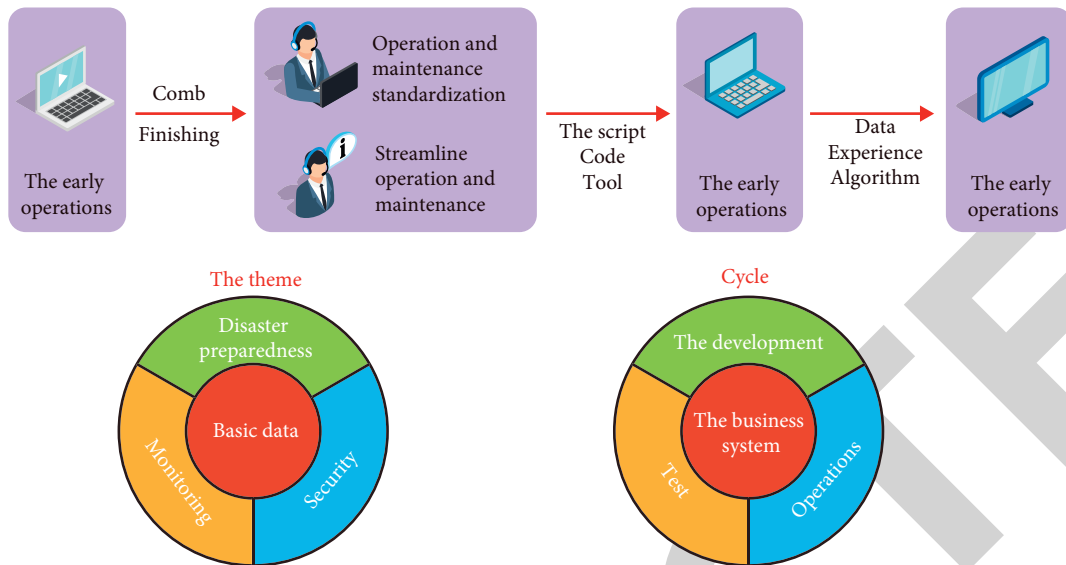 The early
operations
Comb
Finishing
Operation and
maintenance
standardization
i
Streamline
operation and
maintenance
The script
Code
Tool
The early
operations
Data
Experience
Algorithm
The early
operations
The theme
Disaster
preparedness
Basic data
Monitoring
Security
Cycle
The development
The business
system
Test
Operations